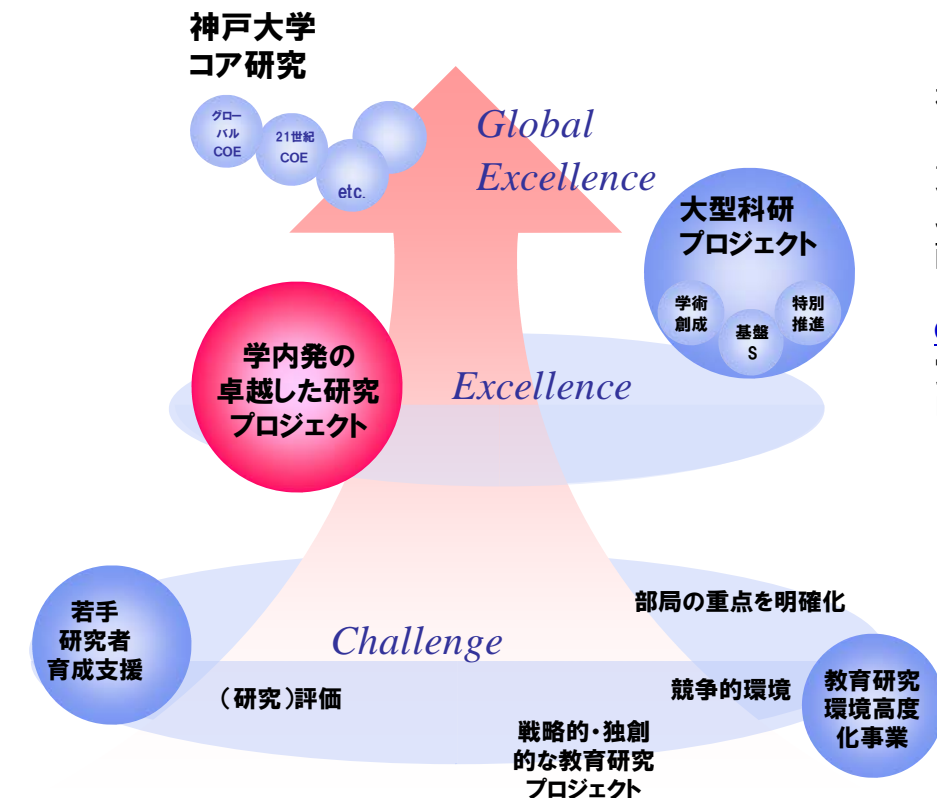 神戸大学
コア研究
グロー
バル
COE
21世紀
COE
etc.
Global
Excellence
大型科研
プロジェクト
学術
創成
基盤
S
特別
推進
学内発の
卓越した研究
プロジェクト
Excellence
部局の重点を明確化
若手
研究者
育成支援
Challenge
(研究)評価
競争的環境
教育研究
環境高度
化事業
戦略的・独創
的な教育研究
プロジェクト